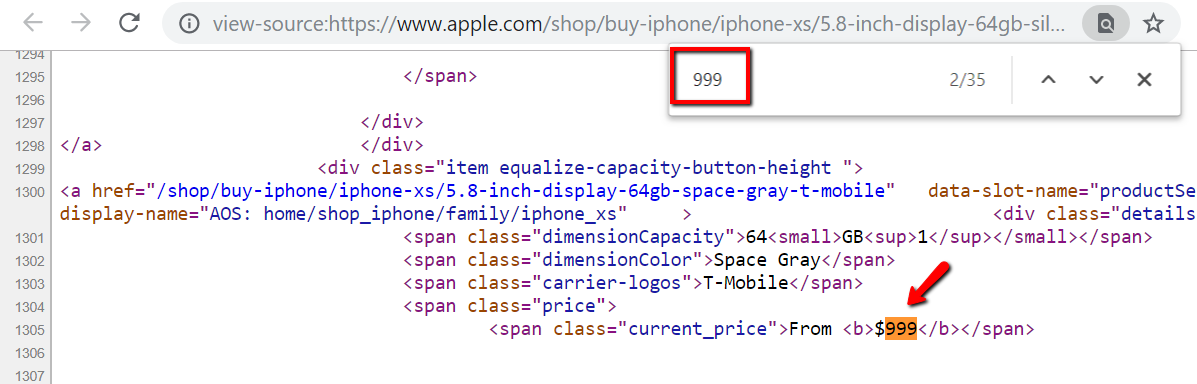 view-source:https://www.apple.com/shop/buy-iphone/iphone-xs/5.8-inch-display-64gb-sil...
999 2/35
1294
1295 </span>
1296
1297 </div>
1298 </a> </div>
1299 <div class="item equalize-capacity-button-height ">
1300 <a href="/shop/buy-iphone/iphone-xs/5.8-inch-display-64gb-space-gray-t-mobile" data-slot-name="productSe
display-name="AOS: home/shop_iphone/family/iphone_xs" > <div class="details
1301 <span class="dimensionCapacity">64<small>GB<sup>1</sup></small></span>
1302 <span class="dimensionColor">Space Gray</span>
1303 <span class="carrier-logos">T-Mobile</span>
1304 <span class="price">
1305 <span class="current_price">From <b>$999</b></span>
1306
1307